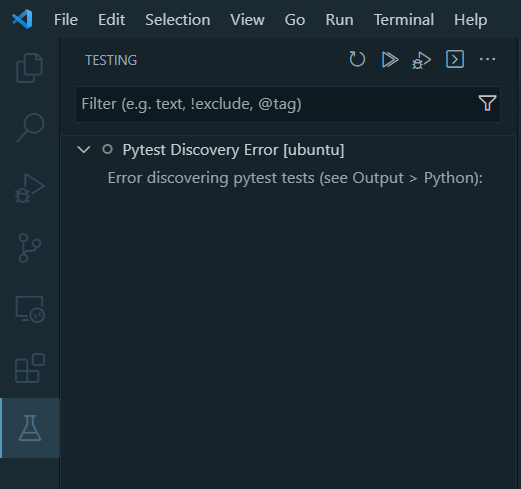 File Edit Selection View Go Run Terminal Help
TESTING
Filter (e.g. text, !exclude, @tag)
Pytest Discovery Error [ubuntu]
Error discovering pytest tests (see Output > Python):